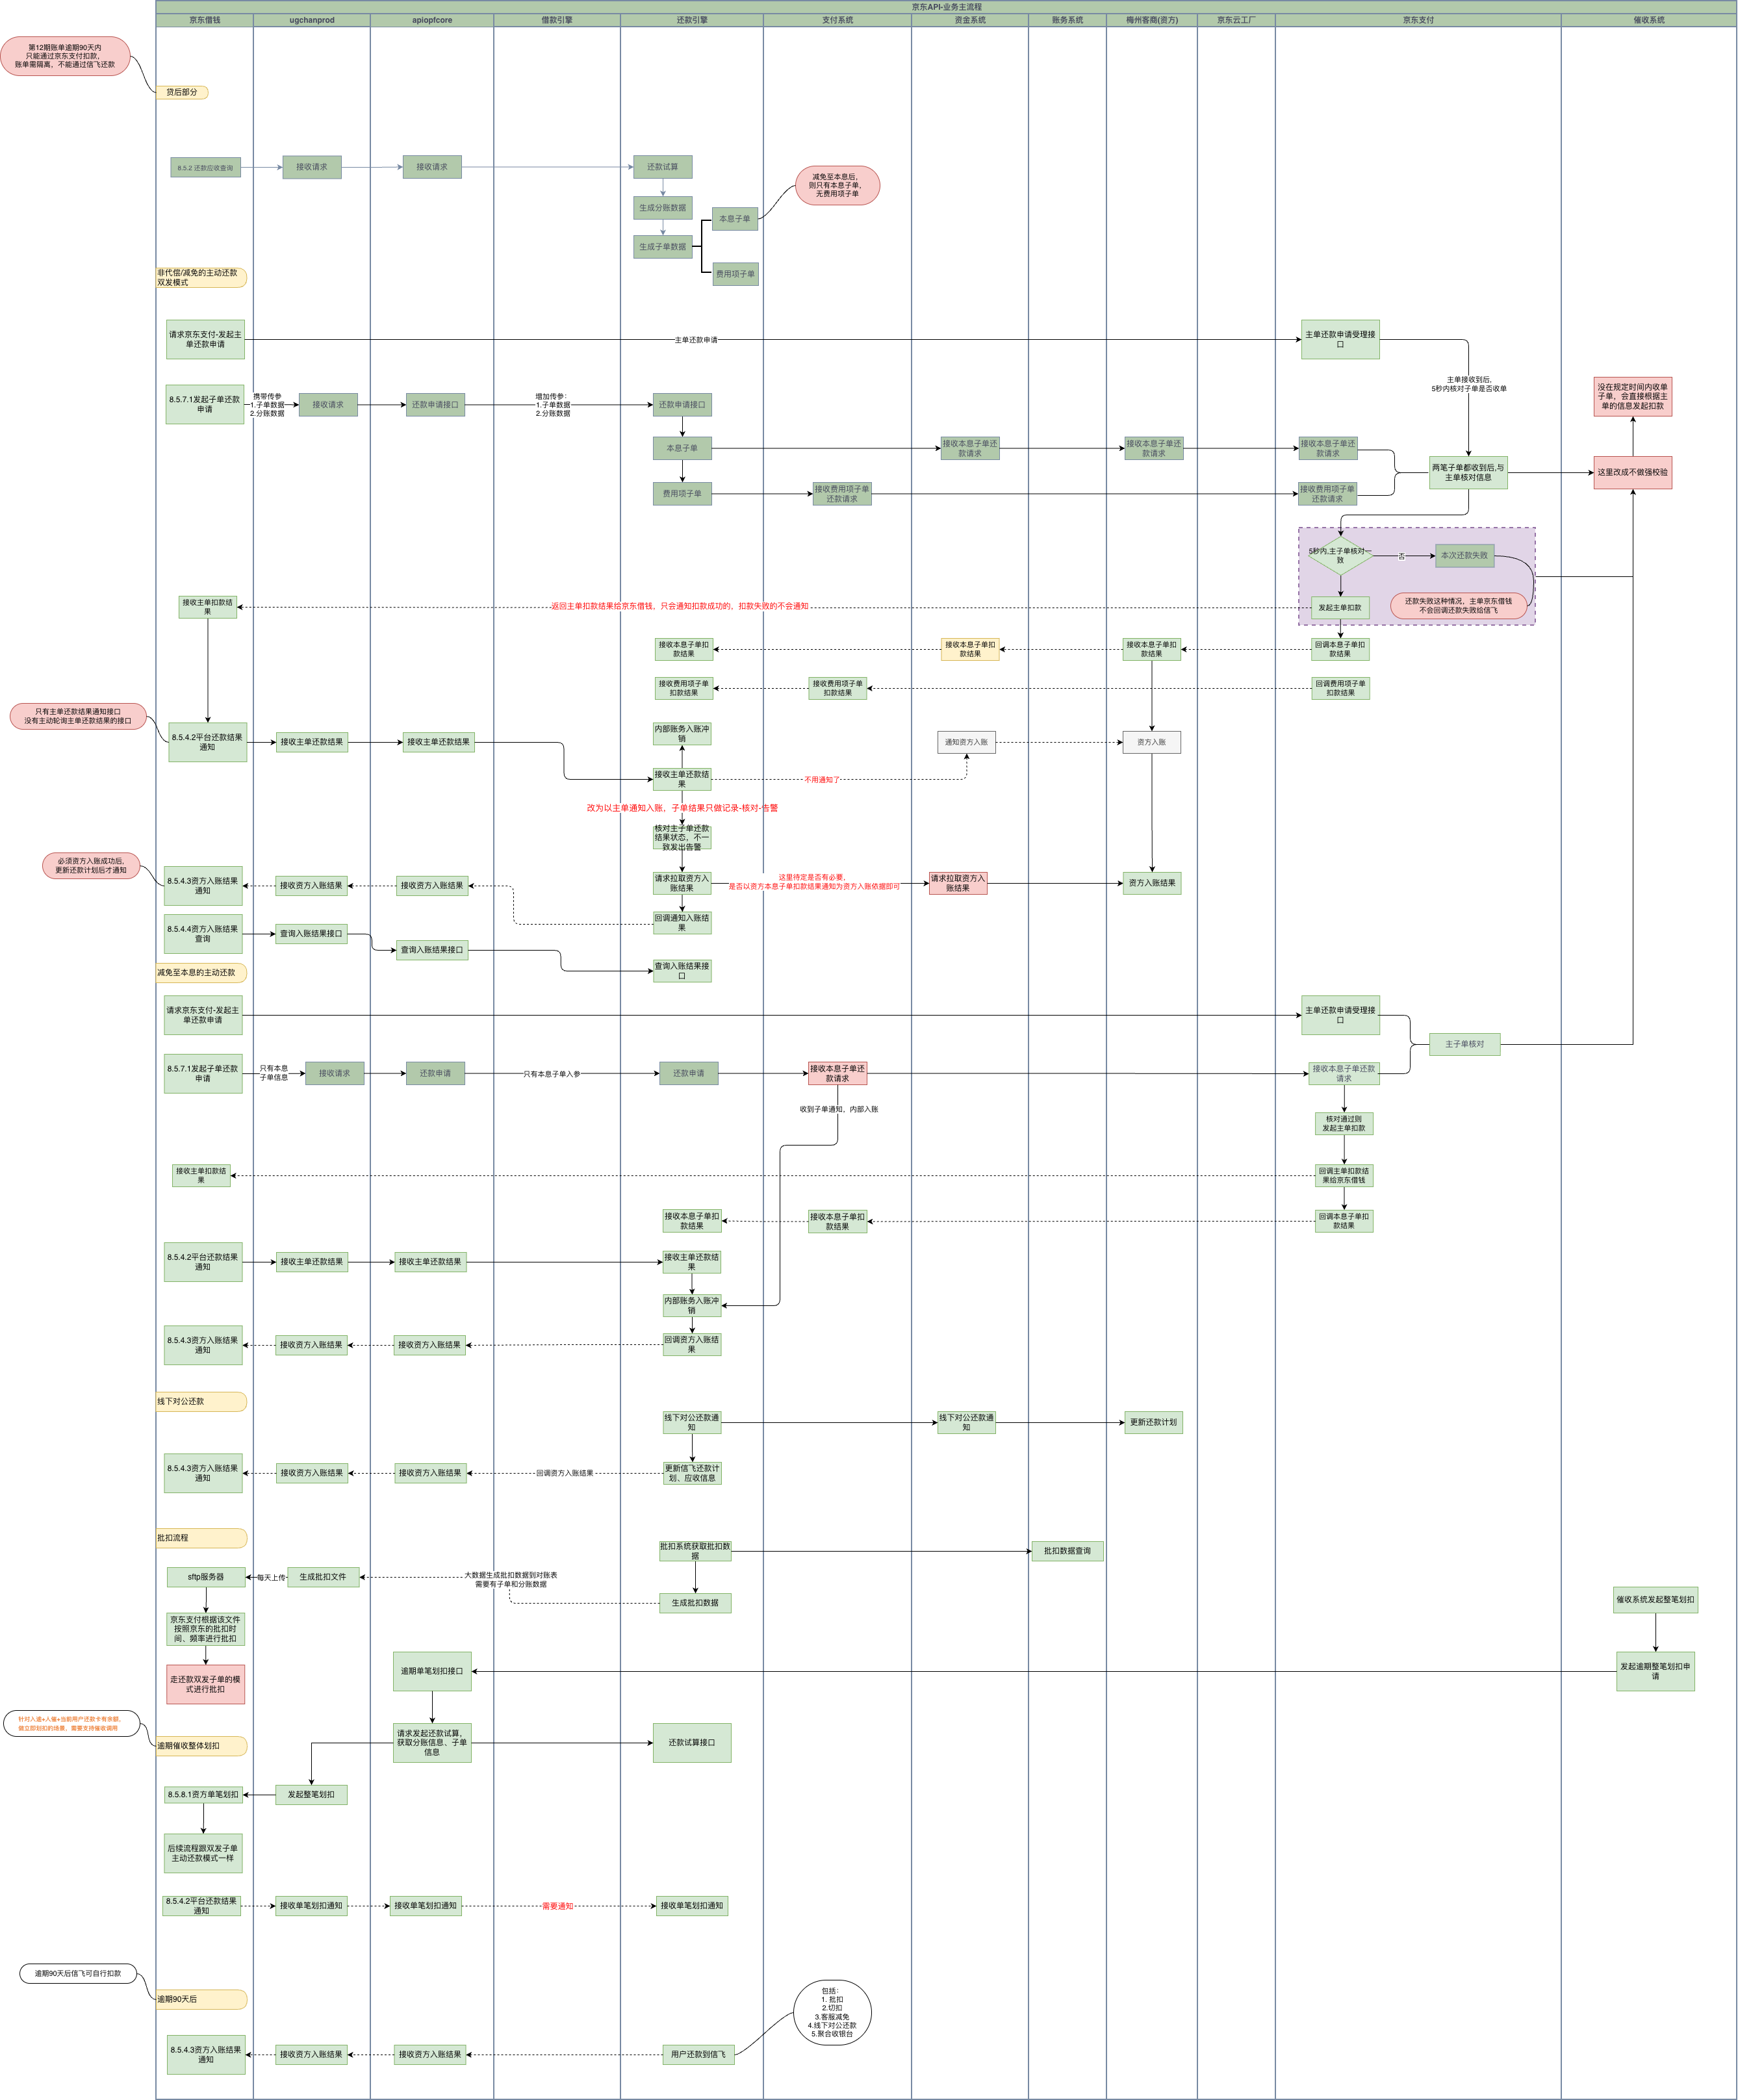 京东API-业务主流程
京东借钱
ugchanprod
apiopfcore
借款引擎
还款引擎
支付系统
资金系统
账务系统
梅州客商(资方)
京东云工厂
京东支付
催收系统
第12期账单逾期90天内
只能通过京东支付扣款，
账单需隔离，不能通过信飞还款
贷后部分
8.5.2 还款应收查询
接收请求
接收请求
还款试算
减免至本息后，
则只有本息子单，
无费用项子单
生成分账数据
本息子单
生成子单数据
费用项子单
非代偿/减免的主动还款
双发模式
请求京东支付-发起主
单还款申请
主单还款申请
主单还款申请受理接
口
主单接收到后,
5秒内核对子单是否收单
没在规定时间内收单
子单，会直接根据主
单的信息发起扣款
8.5.7.1发起子单还款
申请
携带传参
1.子单数据
2.分账数据
接收请求
还款申请接口
增加传参：
1.子单数据
2.分账数据
还款申请接口
本息子单
接收本息子单还
款请求
接收本息子单还
款请求
接收本息子单还
款请求
两笔子单都收到后,与
主单核对信息
这里改成不做强校验
费用项子单
接收费用项子单
还款请求
接收费用项子单
还款请求
5秒内,主子单核对一
致
否
本次还款失败
还款失败这种情况，主单京东借钱
不会回调还款失败给信飞
接收主单扣款结
果
返回主单扣款结果给京东借钱，只会通知扣款成功的，扣款失败的不会通知
发起主单扣款
接收本息子单扣
款结果
接收本息子单扣
款结果
接收本息子单扣
款结果
回调本息子单扣
款结果
接收费用项子单
扣款结果
接收费用项子单
扣款结果
回调费用项子单
扣款结果
只有主单还款结果通知接口
没有主动轮询主单还款结果的接口
8.5.4.2平台还款结果
通知
接收主单还款结果
接收主单还款结果
内部账务入账冲
销
通知资方入账
资方入账
接收主单还款结
果
不用通知了
改为以主单通知入账，子单结果只做记录-核对-告警
核对主子单还款
结果状态，不一
致发出告警
必须资方入账成功后,
更新还款计划后才通知
8.5.4.3资方入账结果
通知
接收资方入账结果
接收资方入账结果
请求拉取资方入
账结果
这里待定是否有必要，
是否以资方本息子单扣款结果通知为资方入账依据即可
请求拉取资方入
账结果
资方入账结果
回调通知入账结
果
8.5.4.4资方入账结果
查询
查询入账结果接口
查询入账结果接口
查询入账结果接
口
减免至本息的主动还款
请求京东支付-发起主
单还款申请
主单还款申请受理接
口
主子单核对
8.5.7.1发起子单还款
申请
只有本息
子单信息
接收请求
还款申请
只有本息子单入参
还款申请
接收本息子单还
款请求
接收本息子单还款
请求
收到子单通知，内部入账
核对通过则
发起主单扣款
接收主单扣款结
果
回调主单扣款结
果给京东借钱
接收本息子单扣
款结果
接收本息子单扣
款结果
回调本息子单扣
款结果
8.5.4.2平台还款结果
通知
接收主单还款结果
接收主单还款结果
接收主单还款结
果
内部账务入账冲
销
8.5.4.3资方入账结果
通知
接收资方入账结果
接收资方入账结果
回调资方入账结
果
线下对公还款
线下对公还款通
知
线下对公还款通
知
更新还款计划
8.5.4.3资方入账结果
通知
接收资方入账结果
接收资方入账结果
回调资方入账结果
更新信飞还款计
划、应收信息
批扣流程
批扣系统获取批扣数
据
批扣数据查询
sftp服务器
每天上传
生成批扣文件
大数据生成批扣数据到对账表
需要有子单和分账数据
生成批扣数据
催收系统发起整笔划扣
京东支付根据该文件
按照京东的批扣时
间、频率进行批扣
走还款双发子单的模
式进行批扣
逾期单笔划扣接口
发起逾期整笔划扣申
请
针对入逾+入催+当前用户还款卡有余额，
做立即划扣的场景，需要支持催收调用
逾期催收整体划扣
请求发起还款试算，
获取分账信息、子单
信息
还款试算接口
8.5.8.1资方单笔划扣
发起整笔划扣
后续流程跟双发子单
主动还款模式一样
8.5.4.2平台还款结果
通知
接收单笔划扣通知
接收单笔划扣通知
需要通知
接收单笔划扣通知
逾期90天后信飞可自行扣款
逾期90天后
包括：
1. 批扣
2.切扣
3.客服减免
4.线下对公还款
5.聚合收银台
8.5.4.3资方入账结果
通知
接收资方入账结果
接收资方入账结果
用户还款到信飞